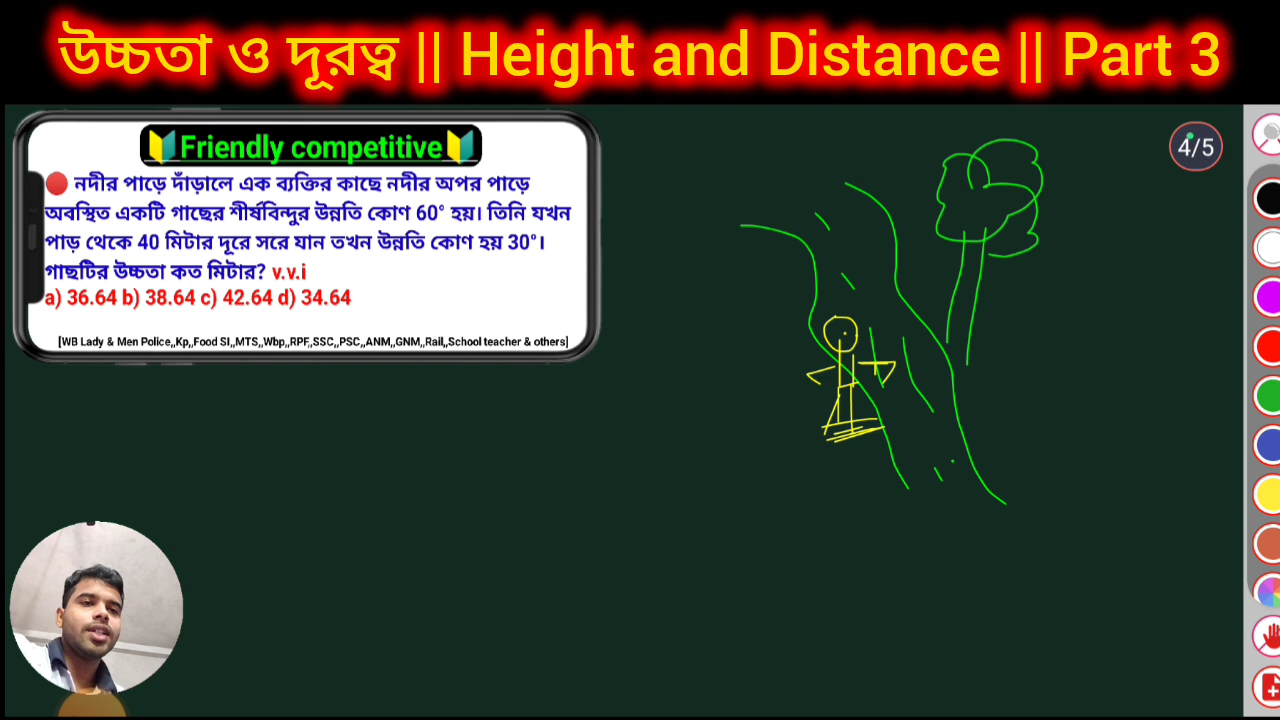 উচ্চতা ও দূরত্ব || Height and Distance || Part 3
🔰Friendly competitive🔰
🔴 নদীর পাড়ে দাঁড়ালে এক ব্যক্তির কাছে নদীর অপর পাড়ে
অবস্থিত একটি গাছের শীর্ষবিন্দুর উন্নতি কোণ 60° হয়। তিনি যখন
পাড় থেকে 40 মিটার দূরে সরে যান তখন উন্নতি কোণ হয় 30°।
গাছটির উচ্চতা কত মিটার? v.v.i
a) 36.64 b) 38.64 c) 42.64 d) 34.64
[WB Lady & Men Police,,Kp,,Food SI,,MTS,,Wbp,,RPF,,SSC,,PSC,,ANM,,GNM,,Rail,,School teacher & others]
4/5